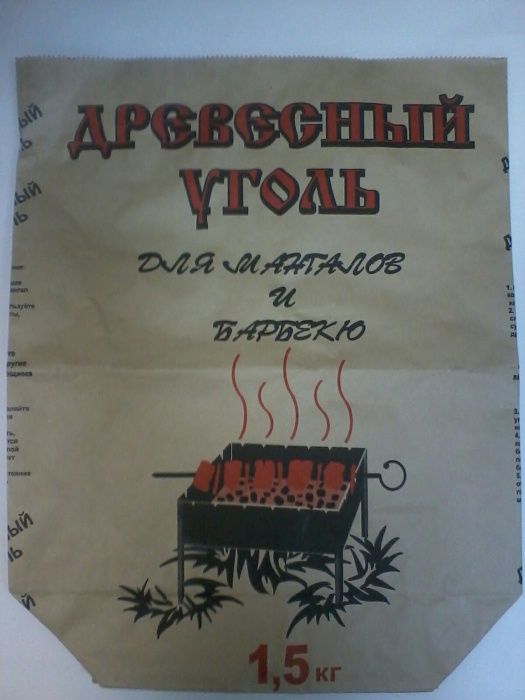 ДРЕВЕСНЫЙ
УГОЛЬ
ДЛЯ МАНГАЛОВ
И
БАРБЕКЮ
1,5 кг